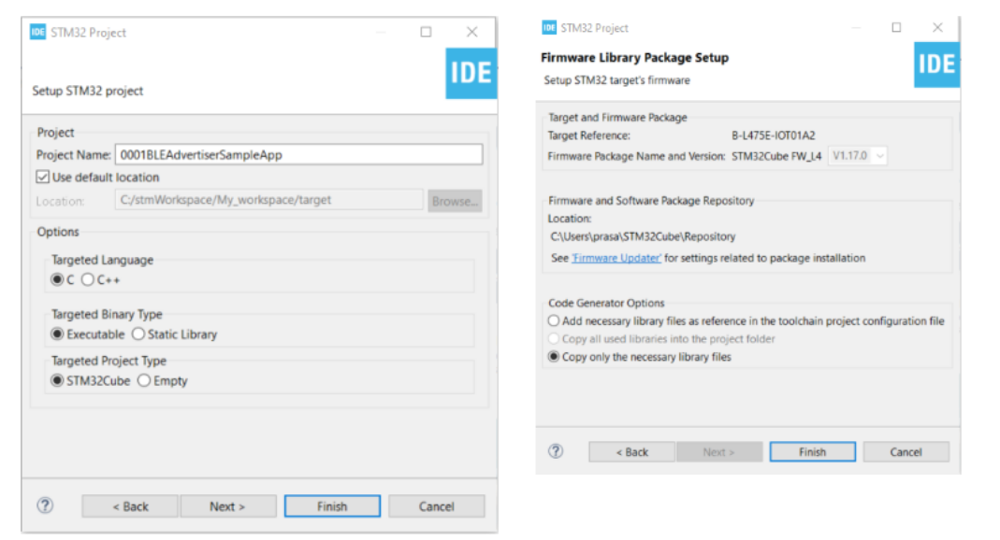 IDE STM32 Project
IDE
Setup STM32 project
Project
Project Name: 0001BLEAdvertiserSampleApp
Use default location
Location: C:/stmWorkspace/My_workspace/target Browse...
Options
Targeted Language
C C++
Targeted Binary Type
Executable Static Library
Targeted Project Type
STM32Cube Empty
? < Back Next > Finish Cancel
IDE STM32 Project
Firmware Library Package Setup
IDE
Setup STM32 target's firmware
Target and Firmware Package
Target Reference: B-L475E-IOT01A2
Firmware Package Name and Version: STM32Cube FW_L4 V1.17.0
Firmware and Software Package Repository
Location:
C:\Users\prasa\STM32Cube\Repository
See 'Firmware Updater' for settings related to package installation
Code Generator Options
Add necessary library files as reference in the toolchain project configuration file
Copy all used libraries into the project folder
Copy only the necessary library files
? < Back Next > Finish Cancel